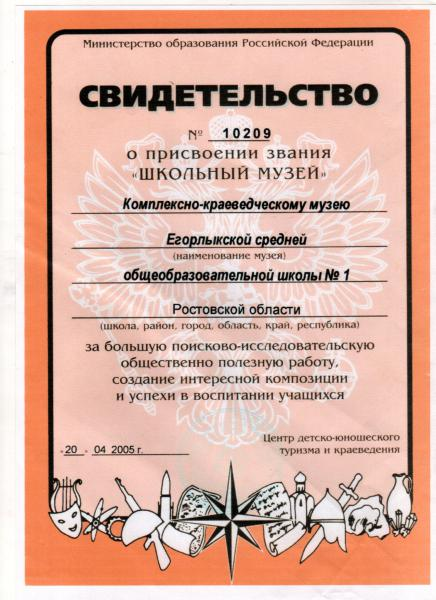 Министерство образования Российской Федерации
СВИДЕТЕЛЬСТВО
№ 10209
о присвоении звания
«ШКОЛЬНЫЙ МУЗЕЙ»
Комплексно-краеведческому музею
Егорлыкской средней
(наименование музея)
общеобразовательной школы № 1
Ростовской области
(школа, район, город, область, край, республика)
за большую поисково-исследовательскую
общественно полезную работу,
создание интересной композиции
и успехи в воспитании учащихся
«20» 04 2005 г.
Центр детско-юношеского
туризма и краеведения